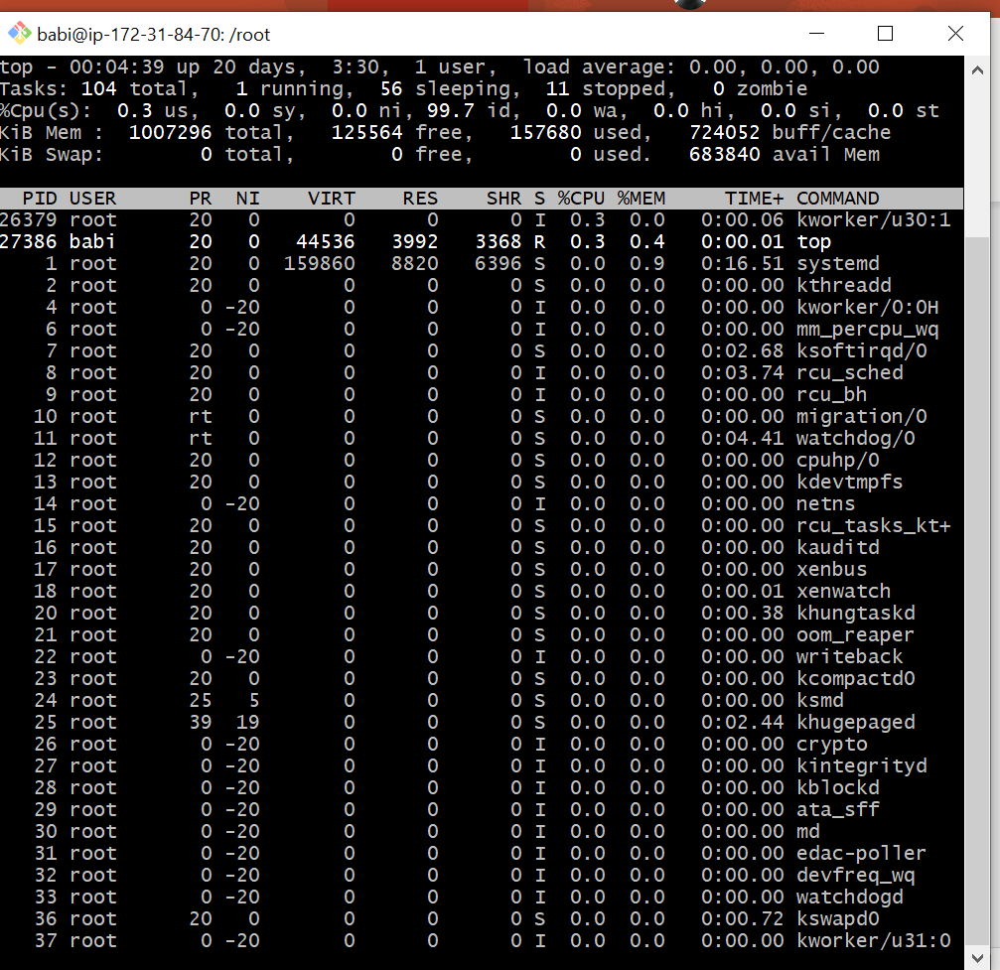 babi@ip-172-31-84-70: /root
top - 00:04:39 up 20 days,  3:30,  1 user,  load average: 0.00, 0.00, 0.00
Tasks: 104 total,   1 running,  56 sleeping,  11 stopped,   0 zombie
%Cpu(s):  0.3 us,  0.0 sy,  0.0 ni, 99.7 id,  0.0 wa,  0.0 hi,  0.0 si,  0.0 st
KiB Mem :  1007296 total,   125564 free,   157680 used,   724052 buff/cache
KiB Swap:        0 total,        0 free,        0 used.   683840 avail Mem
PID USER      PR  NI    VIRT    RES    SHR S %CPU %MEM     TIME+ COMMAND
26379 root      20   0       0      0      0 I  0.3  0.0   0:00.06 kworker/u30:1
27386 babi      20   0   44536   3992   3368 R  0.3  0.4   0:00.01 top
1 root      20   0  159860   8820   6396 S  0.0  0.9   0:16.51 systemd
2 root      20   0       0      0      0 S  0.0  0.0   0:00.00 kthreadd
4 root       0 -20       0      0      0 I  0.0  0.0   0:00.00 kworker/0:0H
6 root       0 -20       0      0      0 I  0.0  0.0   0:00.00 mm_percpu_wq
7 root      20   0       0      0      0 S  0.0  0.0   0:02.68 ksoftirqd/0
8 root      20   0       0      0      0 I  0.0  0.0   0:03.74 rcu_sched
9 root      20   0       0      0      0 I  0.0  0.0   0:00.00 rcu_bh
10 root      rt   0       0      0      0 S  0.0  0.0   0:00.00 migration/0
11 root      rt   0       0      0      0 S  0.0  0.0   0:04.41 watchdog/0
12 root      20   0       0      0      0 S  0.0  0.0   0:00.00 cpuhp/0
13 root      20   0       0      0      0 S  0.0  0.0   0:00.00 kdevtmpfs
14 root       0 -20       0      0      0 I  0.0  0.0   0:00.00 netns
15 root      20   0       0      0      0 S  0.0  0.0   0:00.00 rcu_tasks_kt+
16 root      20   0       0      0      0 S  0.0  0.0   0:00.00 kauditd
17 root      20   0       0      0      0 S  0.0  0.0   0:00.00 xenbus
18 root      20   0       0      0      0 S  0.0  0.0   0:00.01 xenwatch
20 root      20   0       0      0      0 S  0.0  0.0   0:00.38 khungtaskd
21 root      20   0       0      0      0 S  0.0  0.0   0:00.00 oom_reaper
22 root       0 -20       0      0      0 I  0.0  0.0   0:00.00 writeback
23 root      20   0       0      0      0 S  0.0  0.0   0:00.00 kcompactd0
24 root      25   5       0      0      0 S  0.0  0.0   0:00.00 ksmd
25 root      39  19       0      0      0 S  0.0  0.0   0:02.44 khugepaged
26 root       0 -20       0      0      0 I  0.0  0.0   0:00.00 crypto
27 root       0 -20       0      0      0 I  0.0  0.0   0:00.00 kintegrityd
28 root       0 -20       0      0      0 I  0.0  0.0   0:00.00 kblockd
29 root       0 -20       0      0      0 I  0.0  0.0   0:00.00 ata_sff
30 root       0 -20       0      0      0 I  0.0  0.0   0:00.00 md
31 root       0 -20       0      0      0 I  0.0  0.0   0:00.00 edac-poller
32 root       0 -20       0      0      0 I  0.0  0.0   0:00.00 devfreq_wq
33 root       0 -20       0      0      0 I  0.0  0.0   0:00.00 watchdogd
36 root      20   0       0      0      0 S  0.0  0.0   0:00.72 kswapd0
37 root       0 -20       0      0      0 I  0.0  0.0   0:00.00 kworker/u31:0